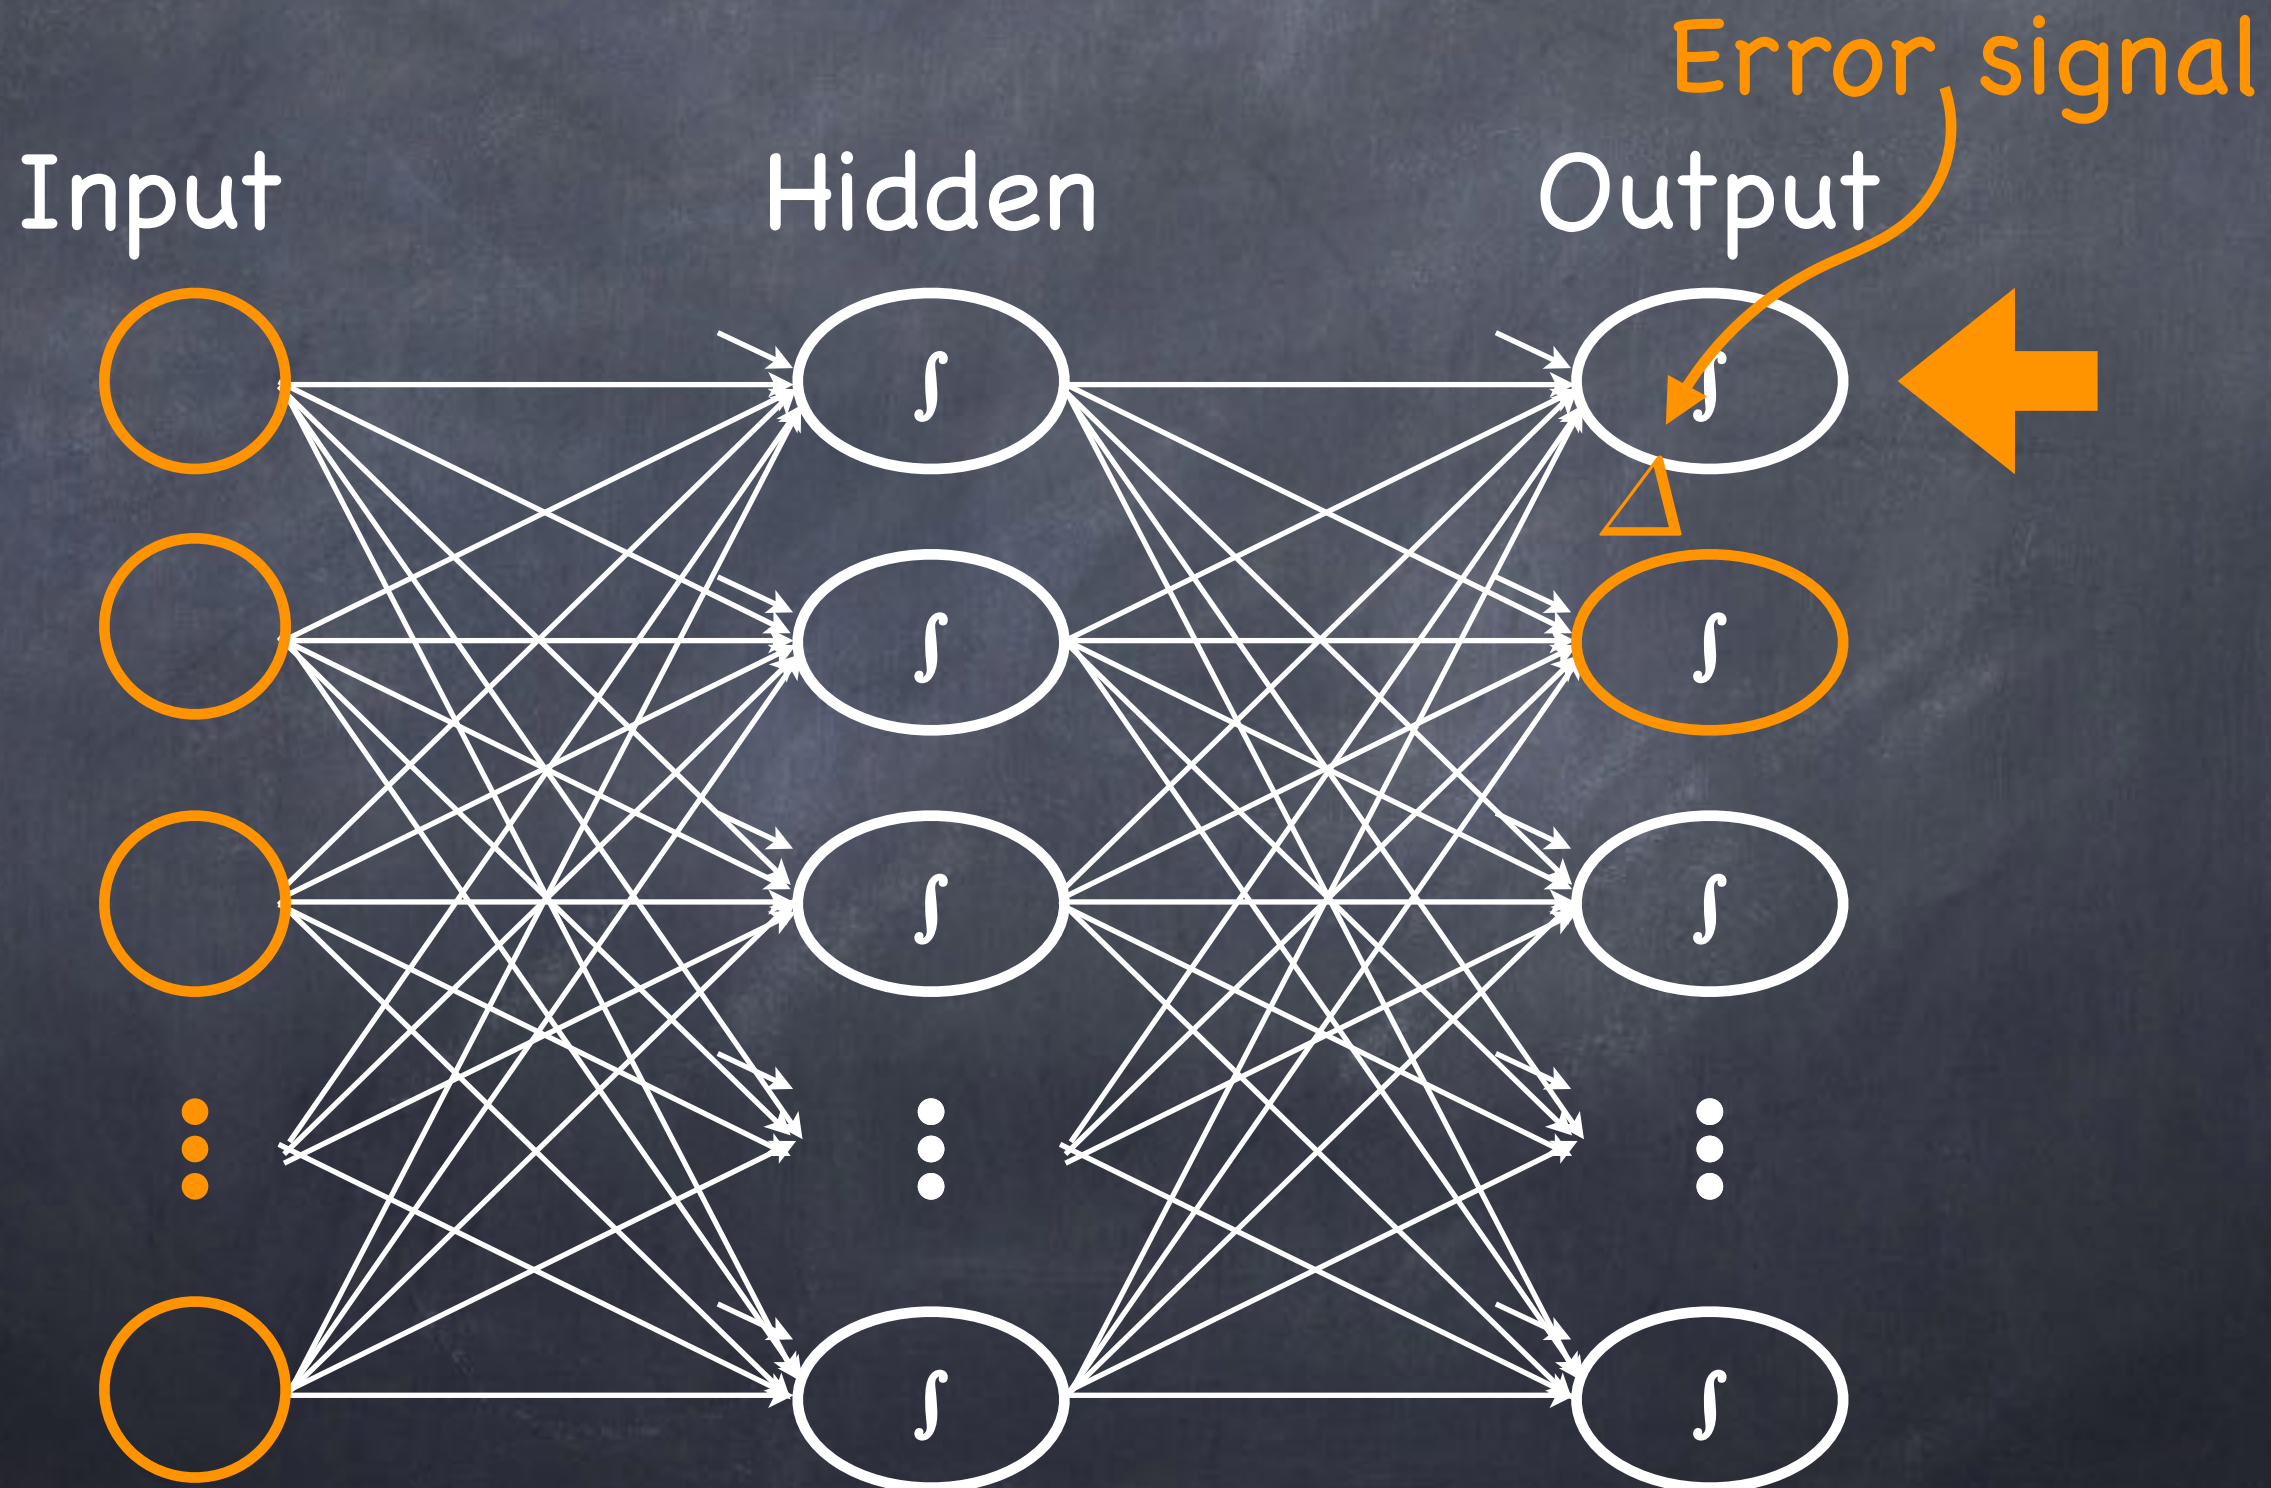 Error signal
Input Hidden Output
∫ ∫
Δ
∫ ∫
∫ ∫
∫ ∫